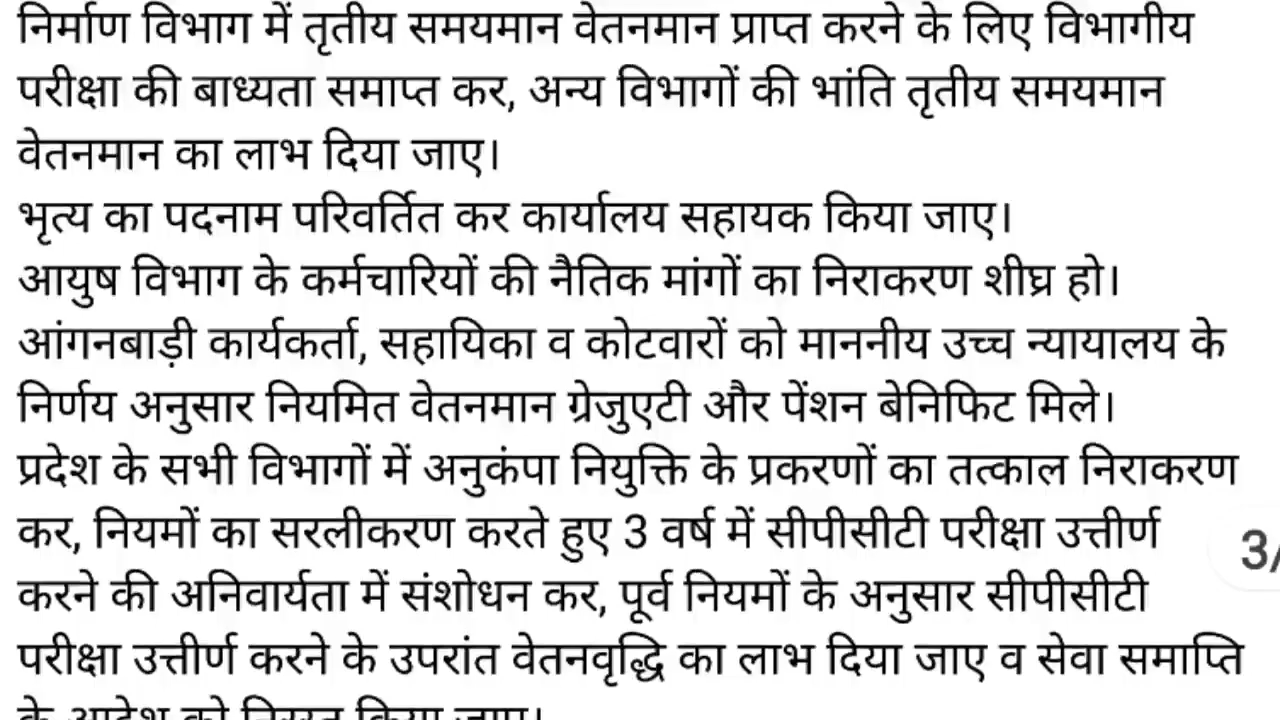 निर्माण विभाग में तृतीय समयमान वेतनमान प्राप्त करने के लिए विभागीय
परीक्षा की बाध्यता समाप्त कर, अन्य विभागों की भांति तृतीय समयमान
वेतनमान का लाभ दिया जाए।
भृत्य का पदनाम परिवर्तित कर कार्यालय सहायक किया जाए।
आयुष विभाग के कर्मचारियों की नैतिक मांगों का निराकरण शीघ्र हो।
आंगनबाड़ी कार्यकर्ता, सहायिका व कोटवारों को माननीय उच्च न्यायालय के
निर्णय अनुसार नियमित वेतनमान ग्रेजुएटी और पेंशन बेनिफिट मिले।
प्रदेश के सभी विभागों में अनुकंपा नियुक्ति के प्रकरणों का तत्काल निराकरण
कर, नियमों का सरलीकरण करते हुए 3 वर्ष में सीपीसीटी परीक्षा उत्तीर्ण
3/
करने की अनिवार्यता में संशोधन कर, पूर्व नियमों के अनुसार सीपीसीटी
परीक्षा उत्तीर्ण करने के उपरांत वेतनवृद्धि का लाभ दिया जाए व सेवा समाप्ति
के आदेश को निरस्त किया जाए।